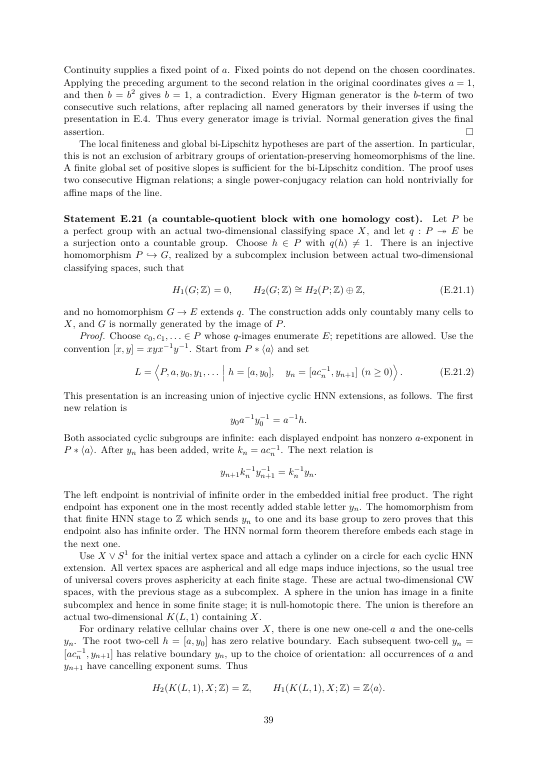 Continuity supplies a fixed point of a. Fixed points do not depend on the chosen coordinates.
Applying the preceding argument to the second relation in the original coordinates gives a = 1,
and then b = b² gives b = 1, a contradiction. Every Higman generator is the b-term of two
consecutive such relations, after replacing all named generators by their inverses if using the
presentation in E.4. Thus every generator image is trivial. Normal generation gives the final
assertion. □
The local finiteness and global bi-Lipschitz hypotheses are part of the assertion. In particular,
this is not an exclusion of arbitrary groups of orientation-preserving homeomorphisms of the line.
A finite global set of positive slopes is sufficient for the bi-Lipschitz condition. The proof uses
two consecutive Higman relations; a single power-conjugacy relation can hold nontrivially for
affine maps of the line.
Statement E.21 (a countable-quotient block with one homology cost). Let P be
a perfect group with an actual two-dimensional classifying space X, and let q : P ↠ E be
a surjection onto a countable group. Choose h ∈ P with q(h) ≠ 1. There is an injective
homomorphism P ↪ G, realized by a subcomplex inclusion between actual two-dimensional
classifying spaces, such that
H₁(G; ℤ) = 0, H₂(G; ℤ) ≅ H₂(P; ℤ) ⊕ ℤ, (E.21.1)
and no homomorphism G → E extends q. The construction adds only countably many cells to
X, and G is normally generated by the image of P.
Proof. Choose c₀, c₁, … ∈ P whose q-images enumerate E; repetitions are allowed. Use the
convention [x, y] = xyx⁻¹y⁻¹. Start from P ∗ ⟨a⟩ and set
L = ⟨P, a, y₀, y₁, … | h = [a, y₀], yₙ = [acₙ⁻¹, yₙ₊₁] (n ≥ 0)⟩. (E.21.2)
This presentation is an increasing union of injective cyclic HNN extensions, as follows. The first
new relation is
y₀a⁻¹y₀⁻¹ = a⁻¹h.
Both associated cyclic subgroups are infinite: each displayed endpoint has nonzero a-exponent in
P ∗ ⟨a⟩. After yₙ has been added, write kₙ = acₙ⁻¹. The next relation is
yₙ₊₁kₙ⁻¹yₙ₊₁⁻¹ = kₙ⁻¹yₙ.
The left endpoint is nontrivial of infinite order in the embedded initial free product. The right
endpoint has exponent one in the most recently added stable letter yₙ. The homomorphism from
that finite HNN stage to ℤ which sends yₙ to one and its base group to zero proves that this
endpoint also has infinite order. The HNN normal form theorem therefore embeds each stage in
the next one.
Use X ∨ S¹ for the initial vertex space and attach a cylinder on a circle for each cyclic HNN
extension. All vertex spaces are aspherical and all edge maps induce injections, so the usual tree
of universal covers proves asphericity at each finite stage. These are actual two-dimensional CW
spaces, with the previous stage as a subcomplex. A sphere in the union has image in a finite
subcomplex and hence in some finite stage; it is null-homotopic there. The union is therefore an
actual two-dimensional K(L, 1) containing X.
For ordinary relative cellular chains over X, there is one new one-cell a and the one-cells
yₙ. The root two-cell h = [a, y₀] has zero relative boundary. Each subsequent two-cell yₙ =
[acₙ⁻¹, yₙ₊₁] has relative boundary yₙ, up to the choice of orientation: all occurrences of a and
yₙ₊₁ have cancelling exponent sums. Thus
H₂(K(L, 1), X; ℤ) = ℤ, H₁(K(L, 1), X; ℤ) = ℤ⟨a⟩.
39